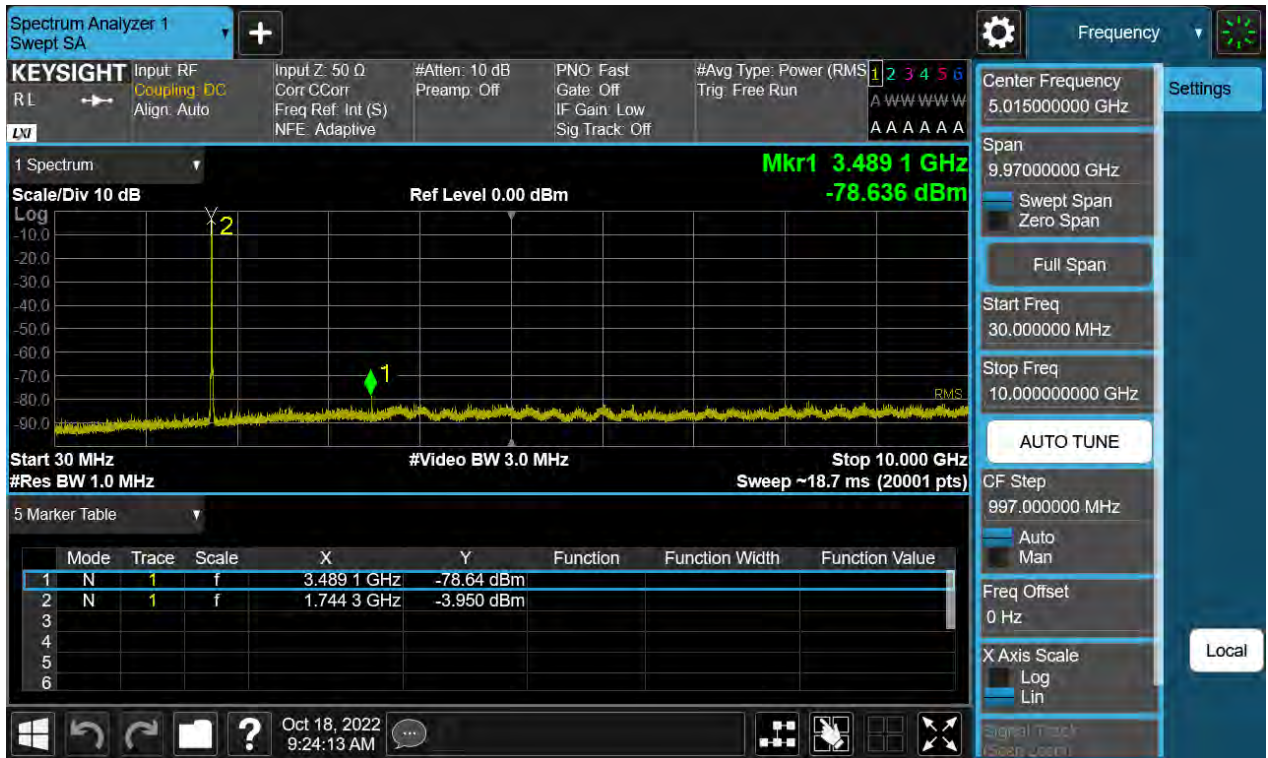 Spectrum Analyzer 1
Swept SA
+
Frequency
KEYSIGHT
RL
LXI
Input: RF
Coupling: DC
Align: Auto
Input Z: 50 Ω
Corr CCorr
Freq Ref: Int (S)
NFE: Adaptive
#Atten: 10 dB
Preamp: Off
PNO: Fast
Gate: Off
IF Gain: Low
Sig Track: Off
#Avg Type: Power (RMS
Trig: Free Run
1 2 3 4 5 6
A W W W W W
A A A A A A
1 Spectrum
Mkr1 3.489 1 GHz
Scale/Div 10 dB
Ref Level 0.00 dBm
-78.636 dBm
Log
-10.0
-20.0
-30.0
-40.0
-50.0
-60.0
-70.0
-80.0
-90.0
2
1
RMS
Start 30 MHz
#Video BW 3.0 MHz
Stop 10.000 GHz
#Res BW 1.0 MHz
Sweep ~18.7 ms (20001 pts)
5 Marker Table
Mode Trace Scale X Y Function Function Width Function Value
1 N 1 f 3.489 1 GHz -78.64 dBm
2 N 1 f 1.744 3 GHz -3.950 dBm
3
4
5
6
?
Oct 18, 2022
9:24:13 AM
Center Frequency
5.015000000 GHz
Span
9.97000000 GHz
Swept Span
Zero Span
Full Span
Start Freq
30.000000 MHz
Stop Freq
10.000000000 GHz
AUTO TUNE
CF Step
997.000000 MHz
Auto
Man
Freq Offset
0 Hz
X Axis Scale
Log
Lin
Signal Track
(Span Zoom)
Settings
Local